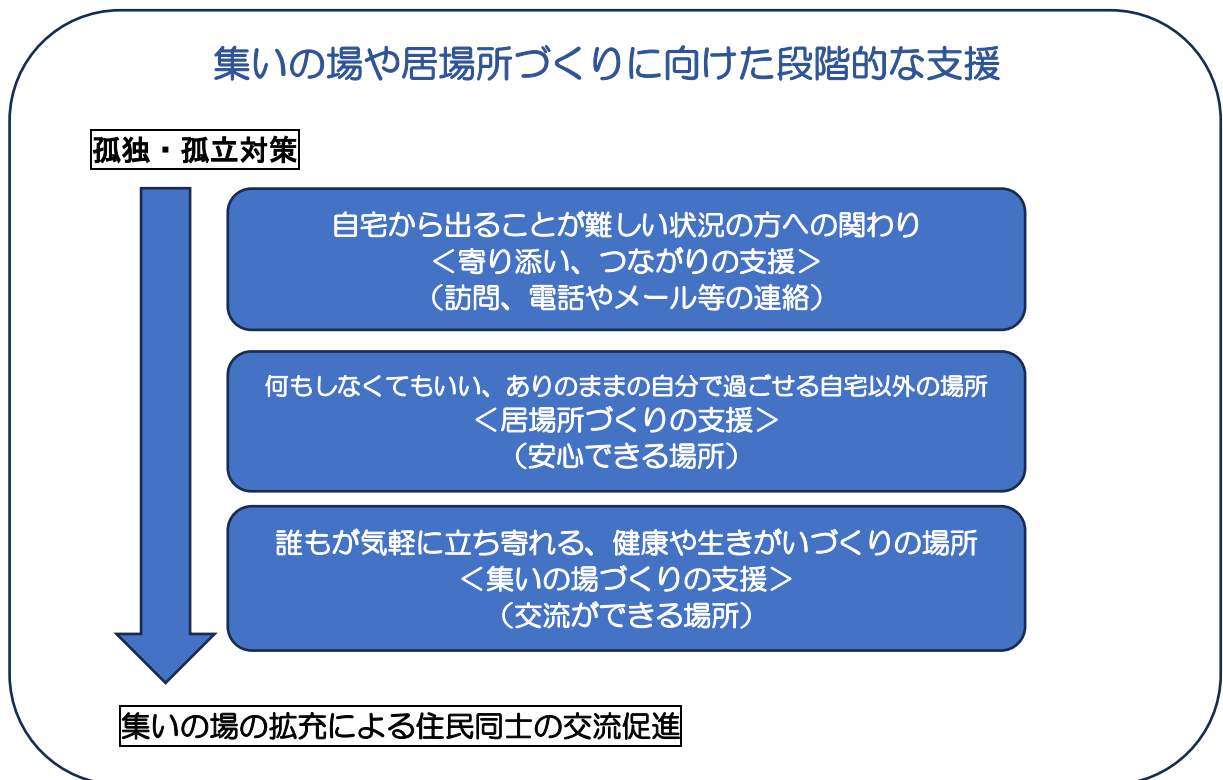 集いの場や居場所づくりに向けた段階的な支援
孤独・孤立対策
自宅から出ることが難しい状況の方への関わり
＜寄り添い、つながりの支援＞
（訪問、電話やメール等の連絡）
何もしなくてもいい、ありのままの自分で過ごせる自宅以外の場所
＜居場所づくりの支援＞
（安心できる場所）
誰もが気軽に立ち寄れる、健康や生きがいづくりの場所
＜集いの場づくりの支援＞
（交流ができる場所）
集いの場の拡充による住民同士の交流促進